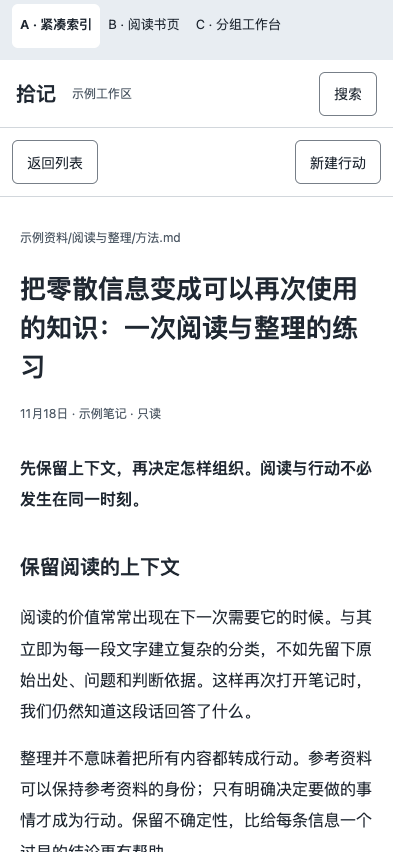 A · 紧凑索引 B · 阅读书页 C · 分组工作台
拾记 示例工作区 搜索
返回列表 新建行动
示例资料/阅读与整理/方法.md
把零散信息变成可以再次使用
的知识：一次阅读与整理的练
习
11月18日 · 示例笔记 · 只读
先保留上下文，再决定怎样组织。阅读与行动不必
发生在同一时刻。
保留阅读的上下文
阅读的价值常常出现在下一次需要它的时候。与其
立即为每一段文字建立复杂的分类，不如先留下原
始出处、问题和判断依据。这样再次打开笔记时，
我们仍然知道这段话回答了什么。
整理并不意味着把所有内容都转成行动。参考资料
可以保持参考资料的身份；只有明确决定要做的事
情才成为行动。保留不确定性，比给每条信息一个